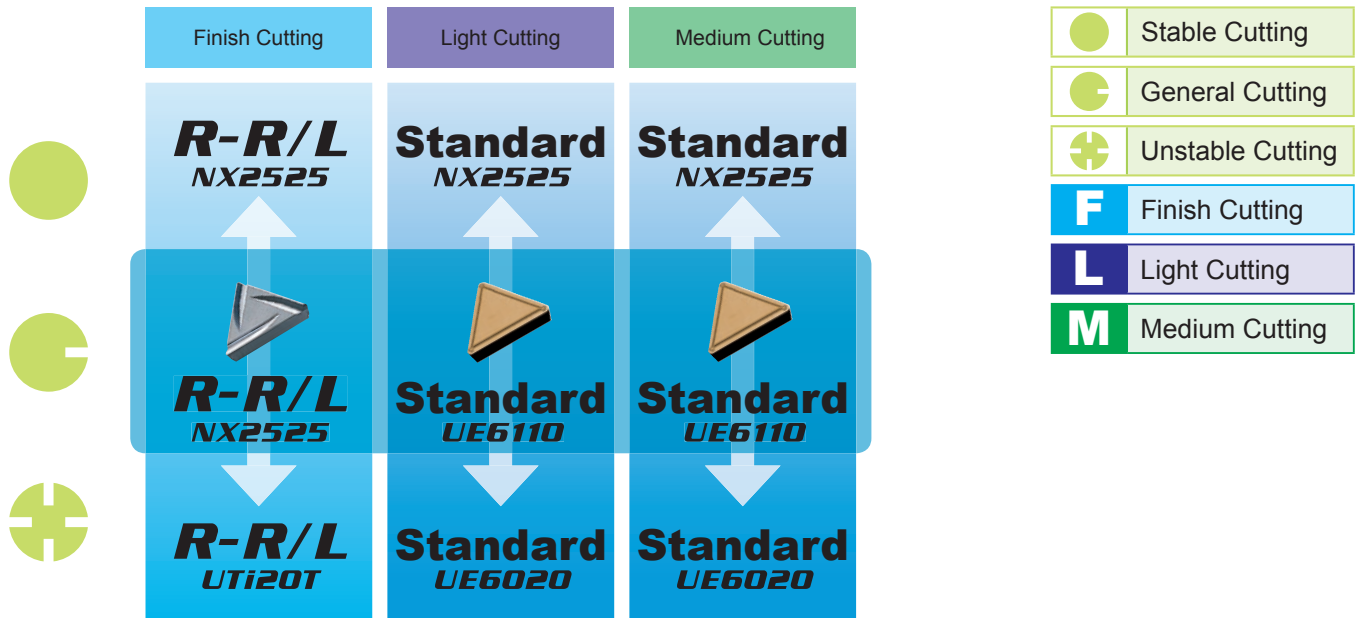 Finish Cutting
Light Cutting
Medium Cutting
R-R/L
NX2525
Standard
NX2525
Standard
NX2525
R-R/L
NX2525
Standard
UE6110
Standard
UE6110
R-R/L
UTi20T
Standard
UE6020
Standard
UE6020
Stable Cutting
General Cutting
Unstable Cutting
F Finish Cutting
L Light Cutting
M Medium Cutting